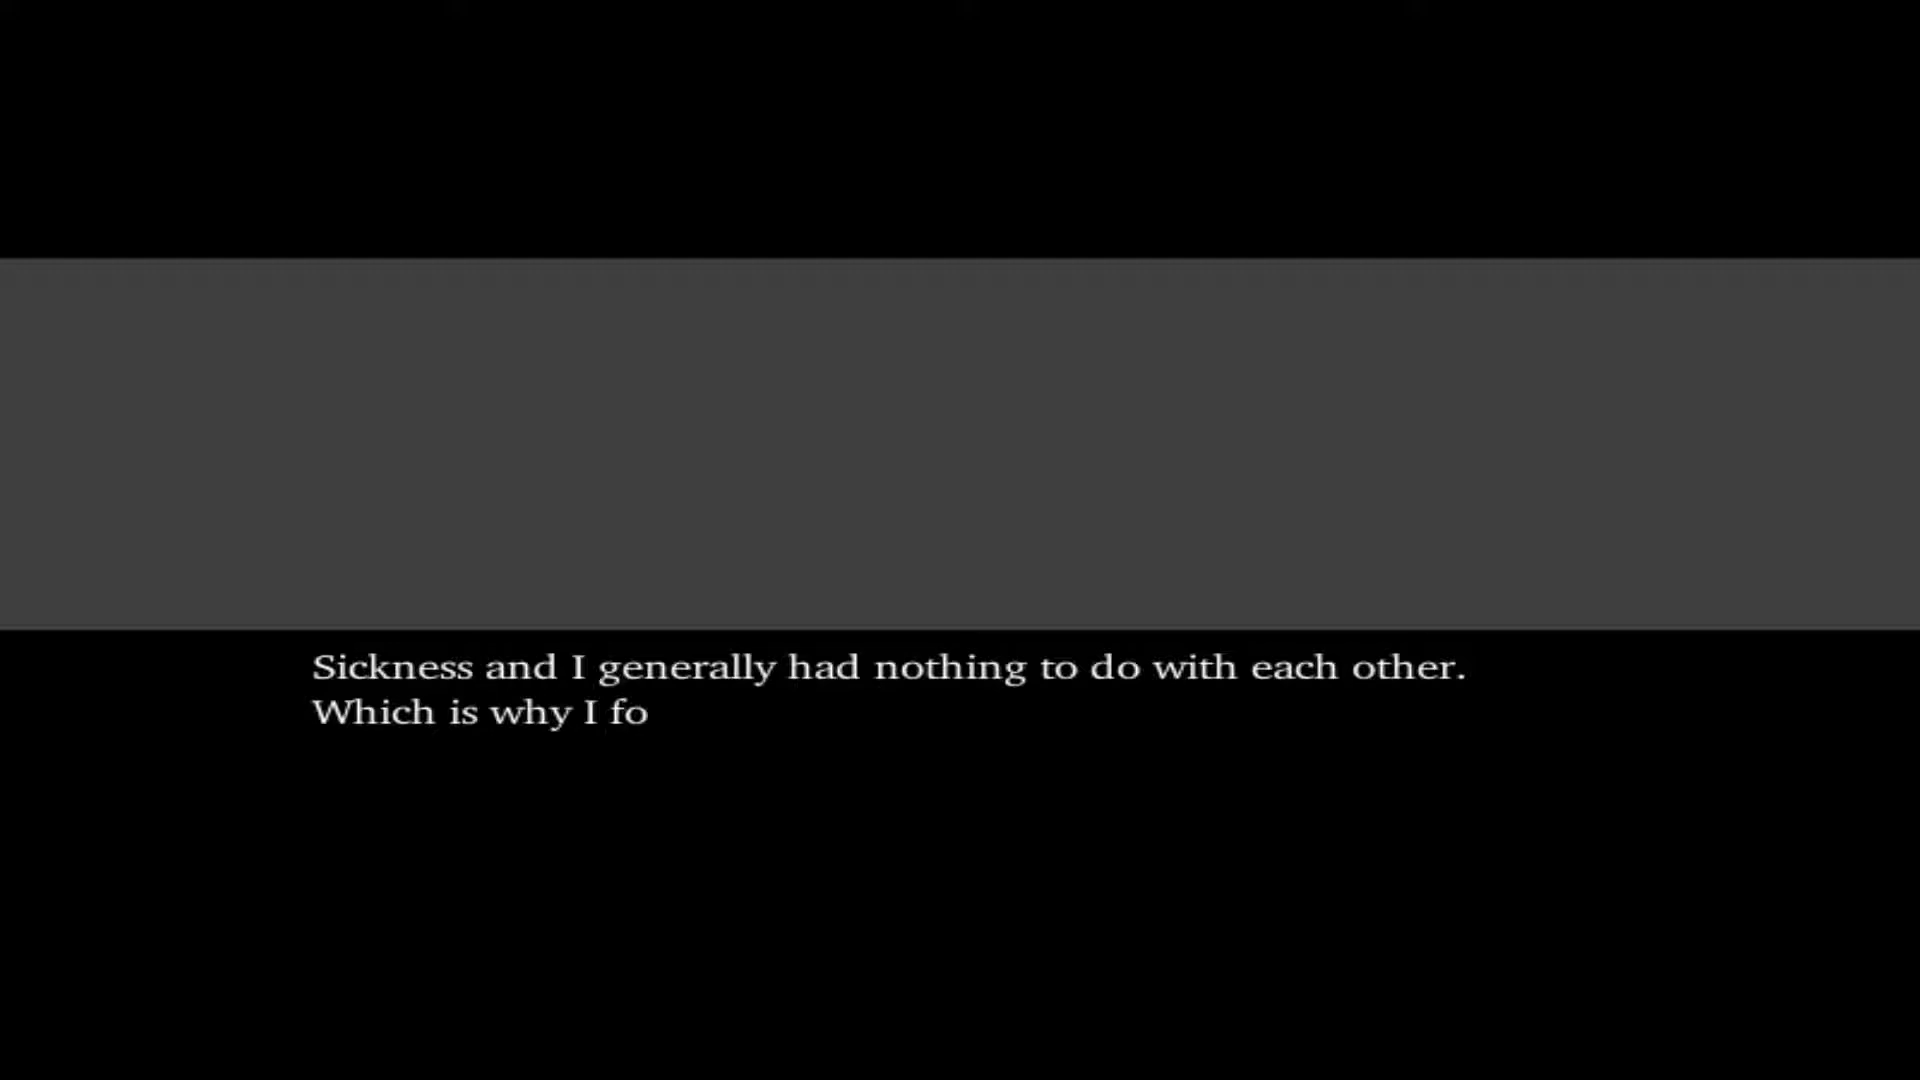 Sickness and I generally had nothing to do with each other.
Which is why I fo